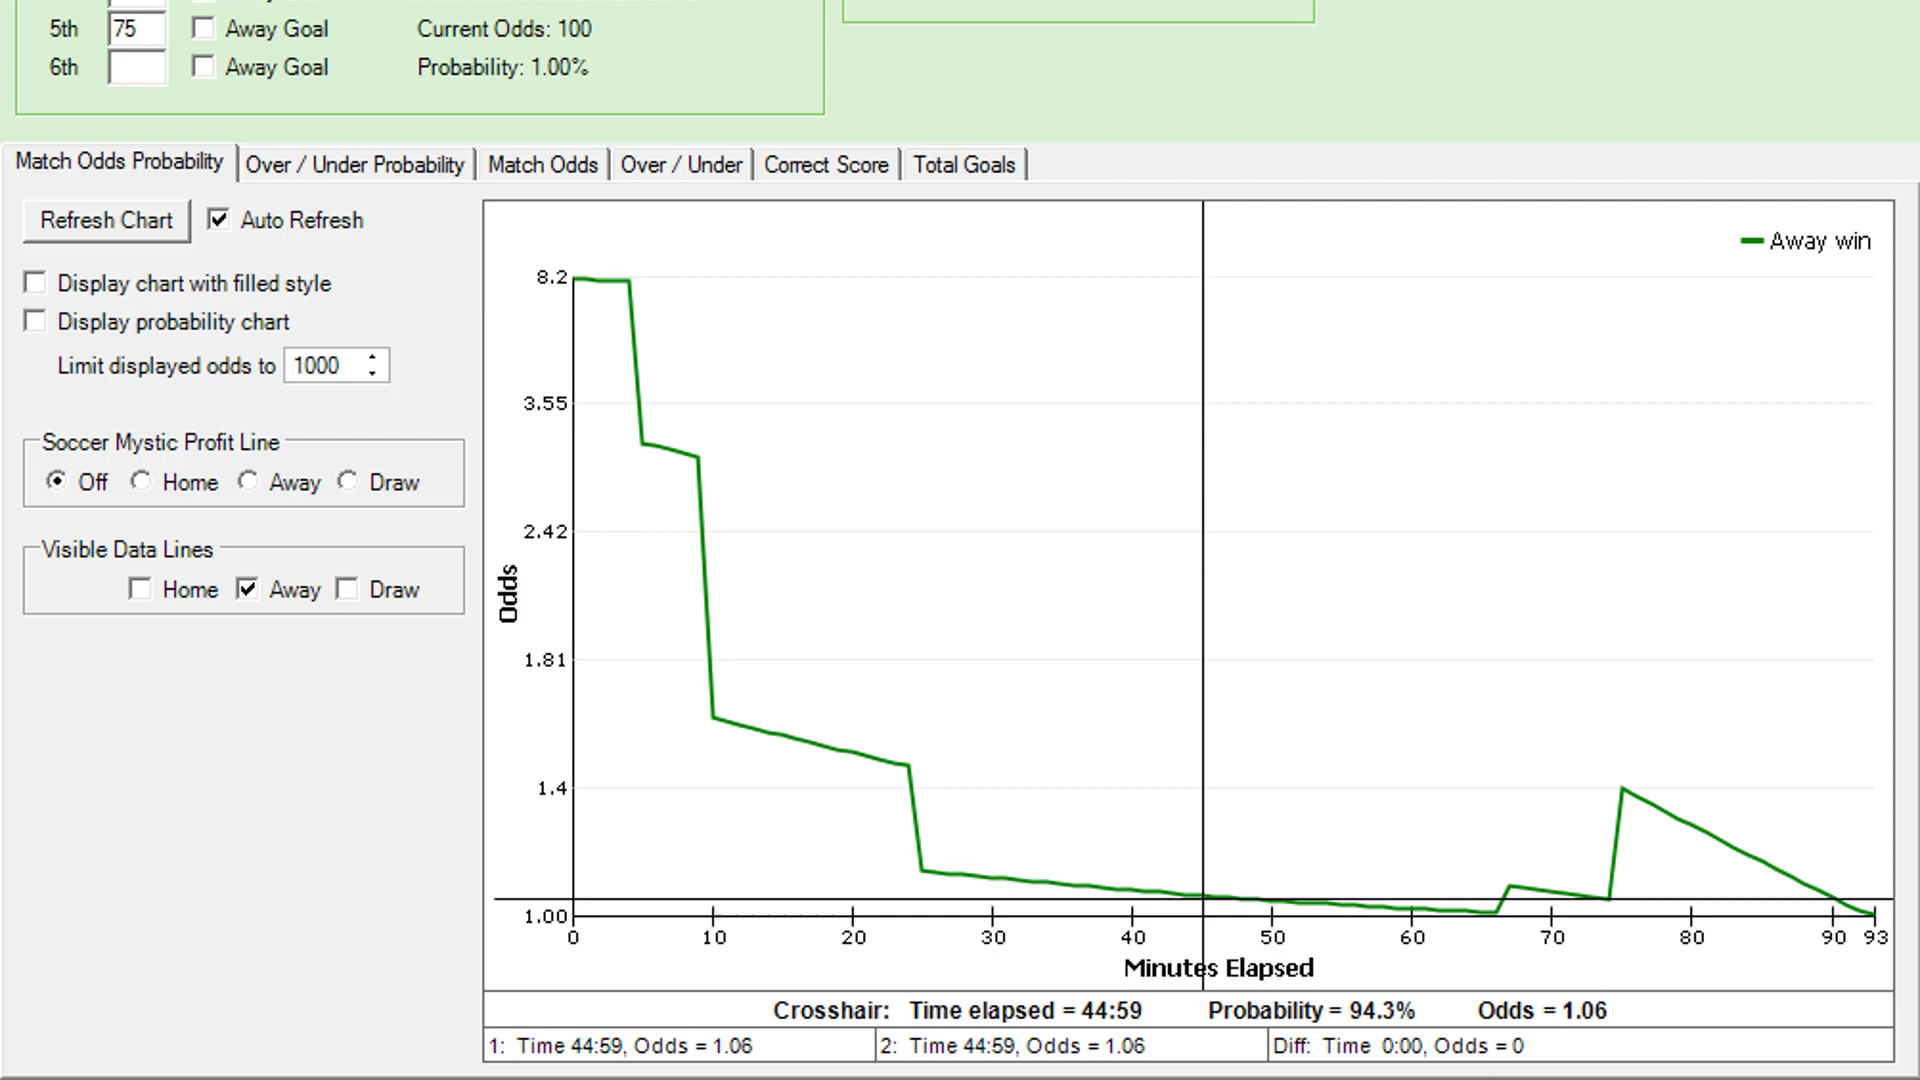 5th 75 Away Goal Current Odds: 100
6th Away Goal Probability: 1.00%
Match Odds Probability Over / Under Probability Match Odds Over / Under Correct Score Total Goals
Refresh Chart Auto Refresh
Display chart with filled style
Display probability chart
Limit displayed odds to 1000
Soccer Mystic Profit Line
Off Home Away Draw
Visible Data Lines
Home Away Draw
Away win
8.2
3.55
2.42
Odds
1.81
1.4
1.00
0 10 20 30 40 50 60 70 80 90 93
Minutes Elapsed
Crosshair: Time elapsed = 44:59 Probability = 94.3% Odds = 1.06
1: Time 44:59, Odds = 1.06 2: Time 44:59, Odds = 1.06 Diff: Time 0:00, Odds = 0